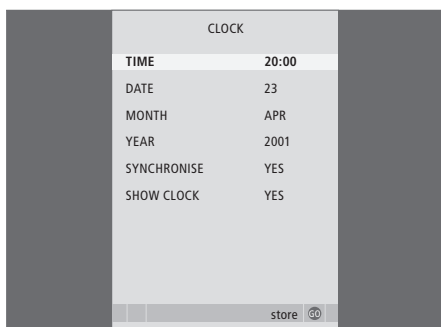 CLOCK
TIME 20:00
DATE 23
MONTH APR
YEAR 2001
SYNCHRONISE YES
SHOW CLOCK YES
store GO